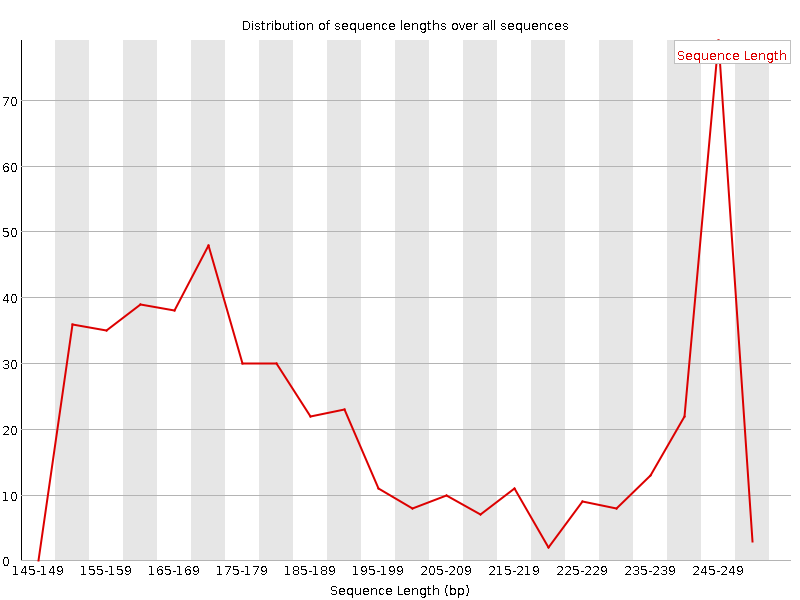 Distribution of sequence lengths over all sequences
Sequence Length
70
60
50
40
30
20
10
0
145-149 155-159 165-169 175-179 185-189 195-199 205-209 215-219 225-229 235-239 245-249
Sequence Length (bp)